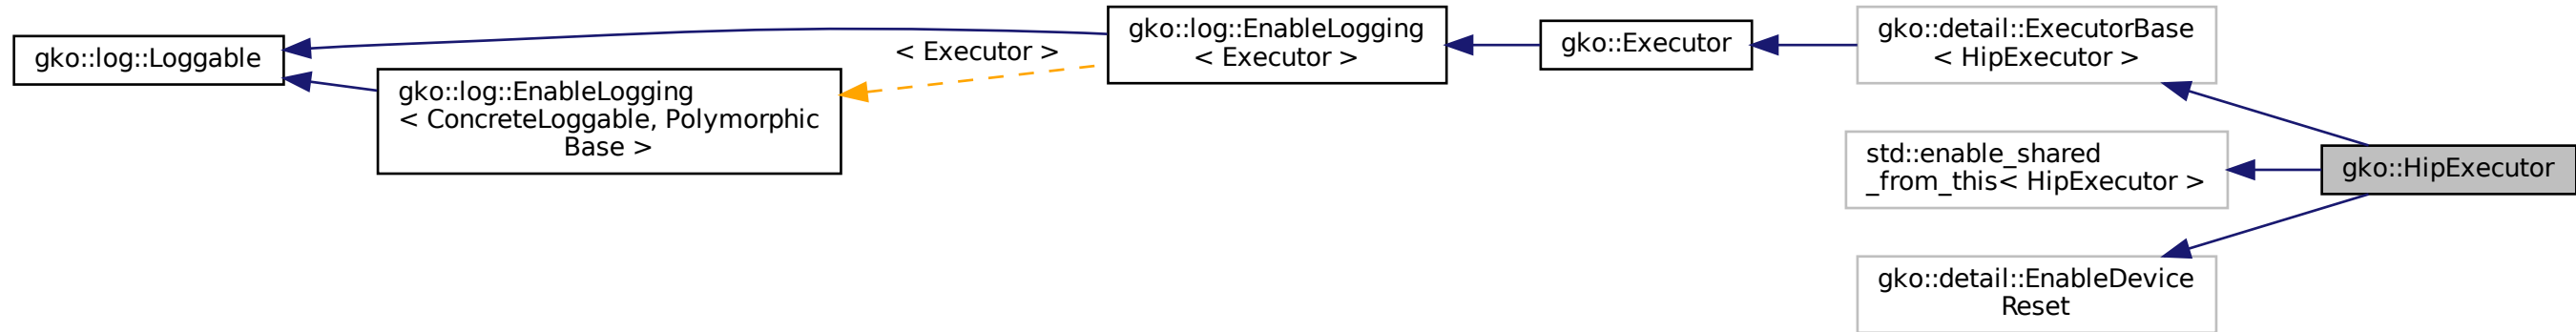 gko::log::Loggable
gko::log::EnableLogging
< ConcreteLoggable, Polymorphic
Base >
< Executor >
gko::log::EnableLogging
< Executor >
gko::Executor
gko::detail::ExecutorBase
< HipExecutor >
std::enable_shared
_from_this< HipExecutor >
gko::detail::EnableDevice
Reset
gko::HipExecutor